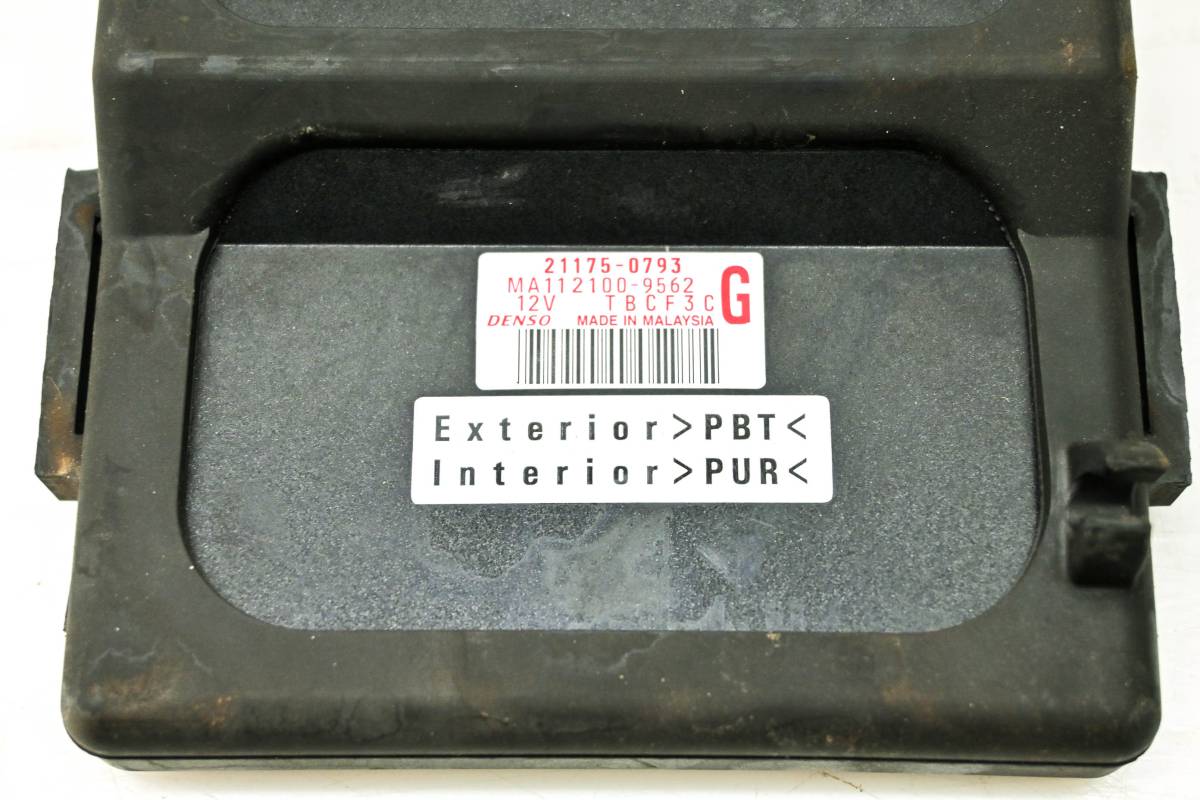 21175-0793
MA112100-9562
12V TBCF3C G
DENSO MADE IN MALAYSIA
Exterior>PBT<
Interior>PUR<